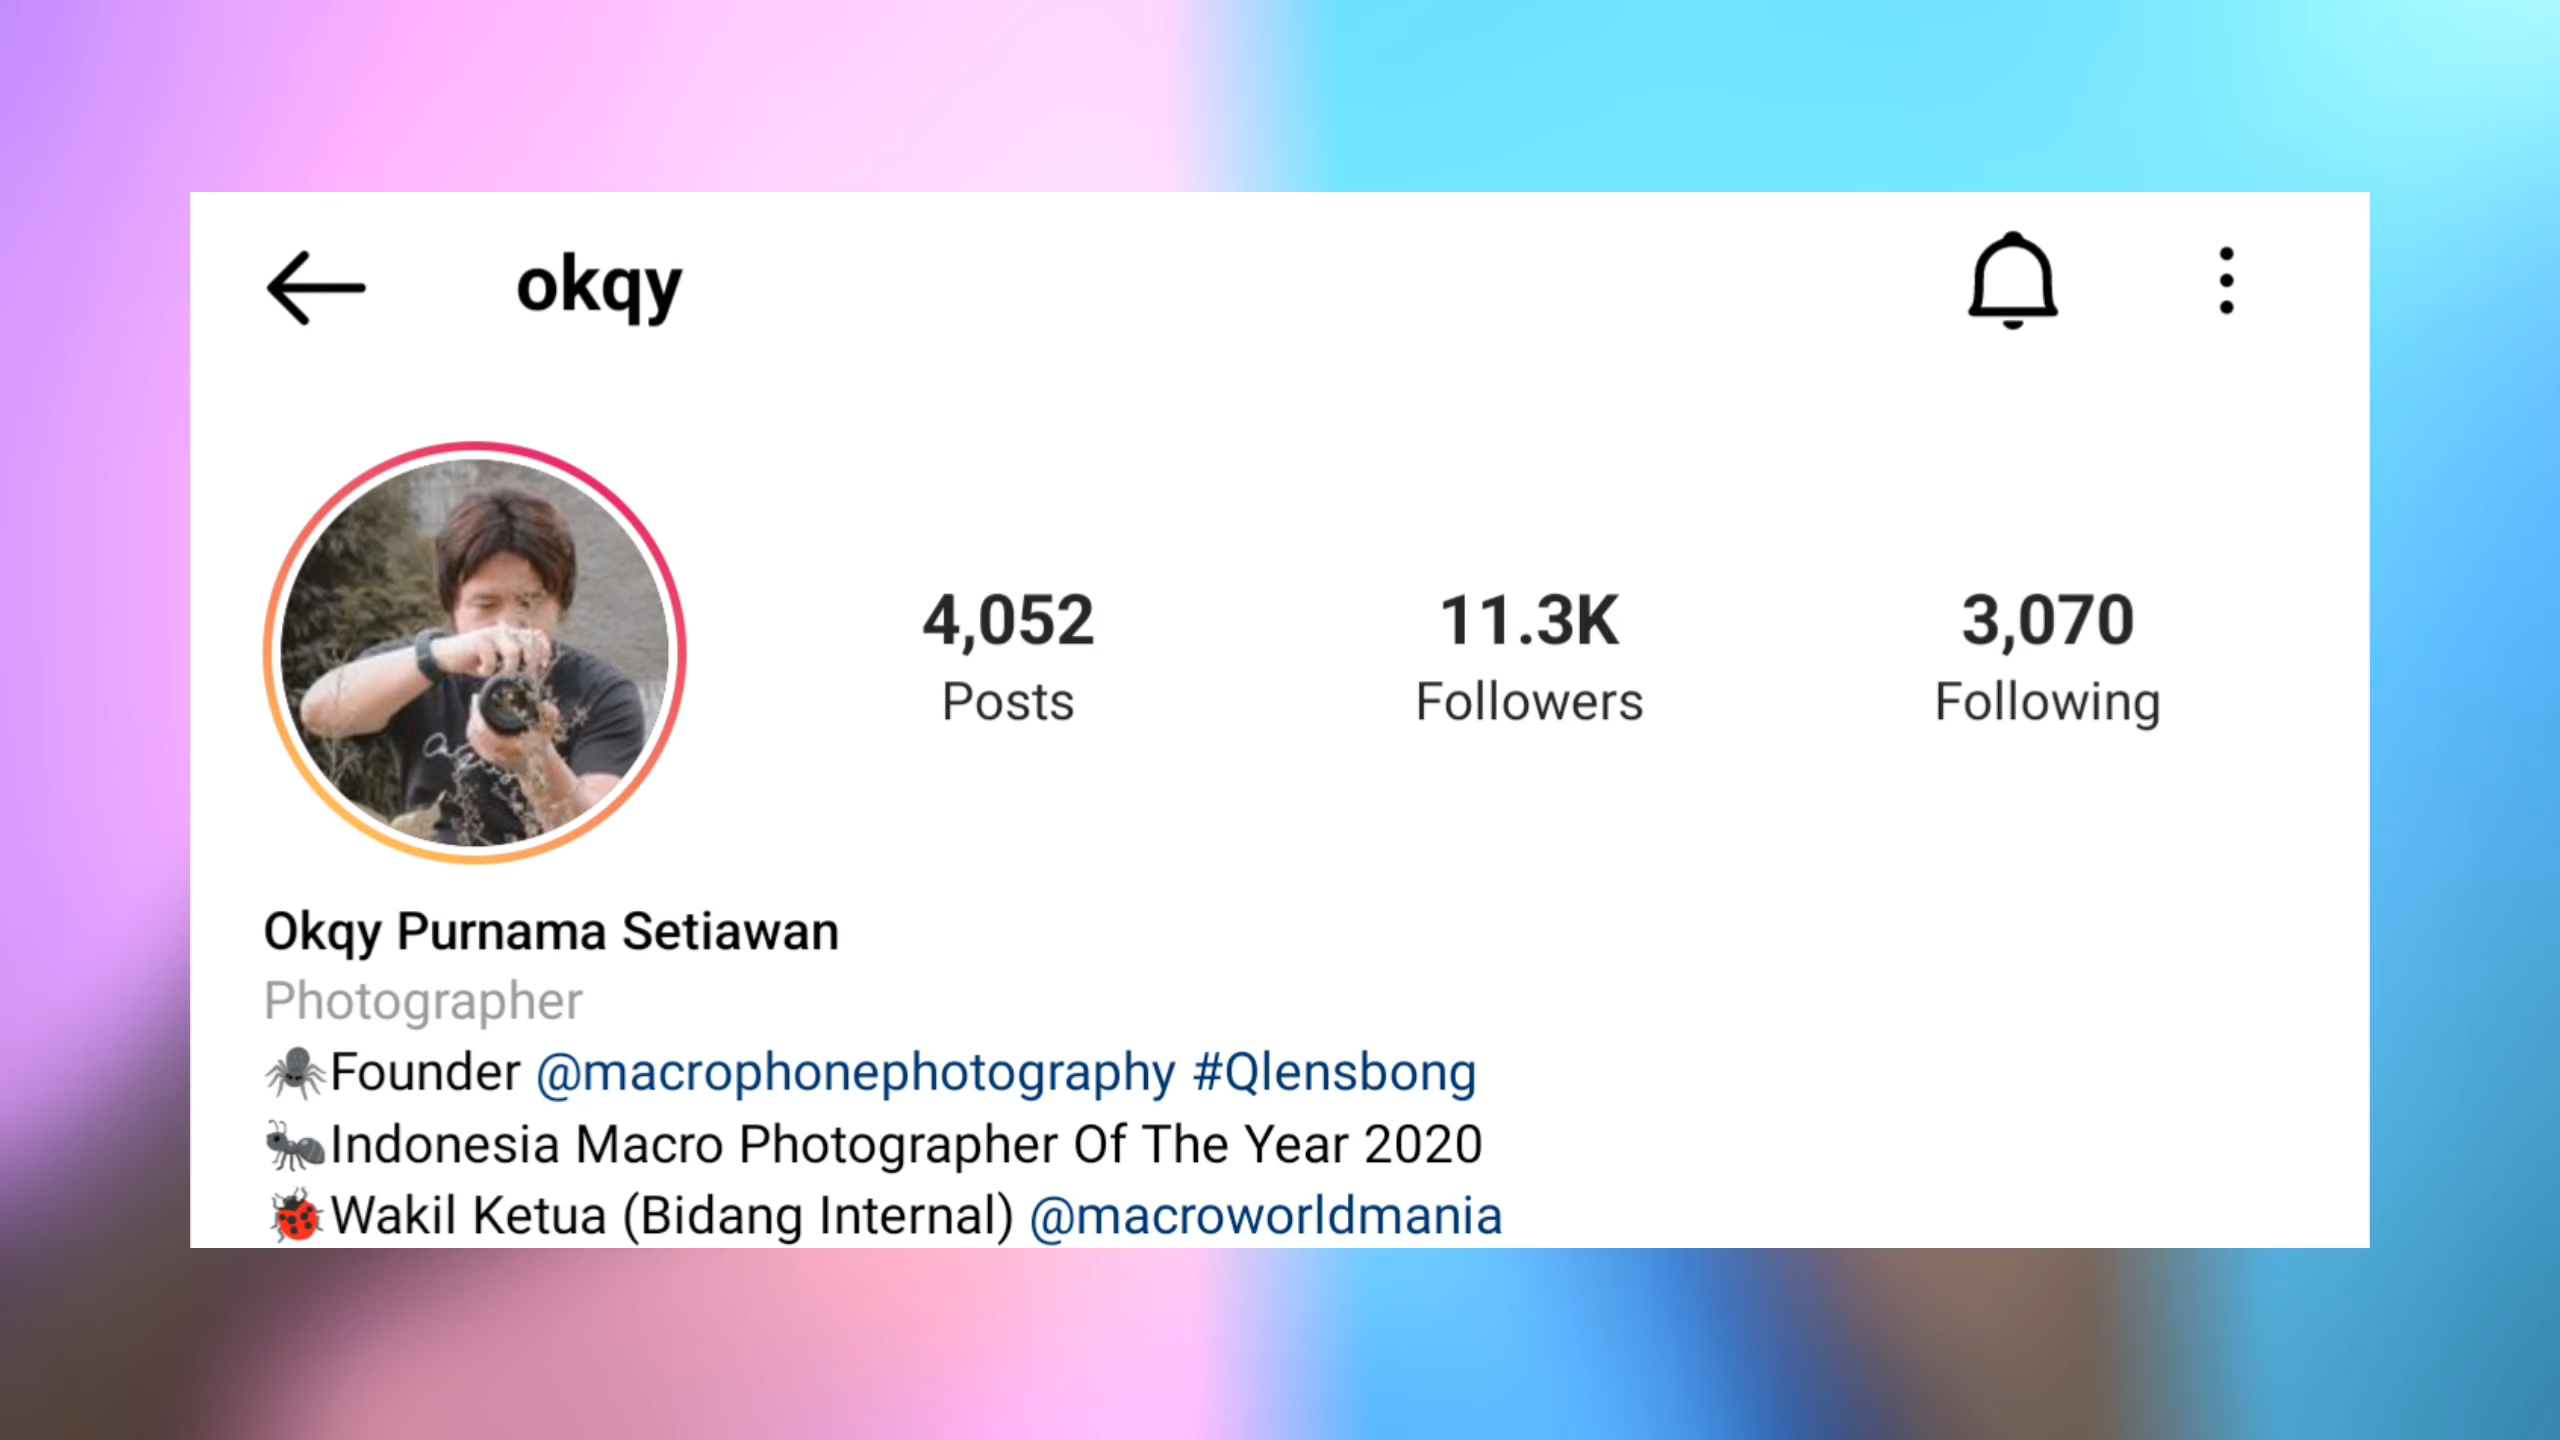 okqy
4,052
Posts
11.3K
Followers
3,070
Following
Okqy Purnama Setiawan
Photographer
🕷Founder @macrophonephotography #Qlensbong
🐜Indonesia Macro Photographer Of The Year 2020
🐞Wakil Ketua (Bidang Internal) @macroworldmania